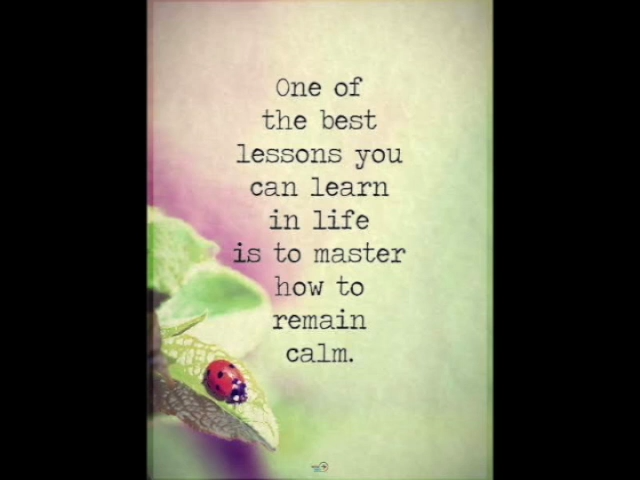 One of
the best
lessons you
can learn
in life
is to master
how to
remain
calm.